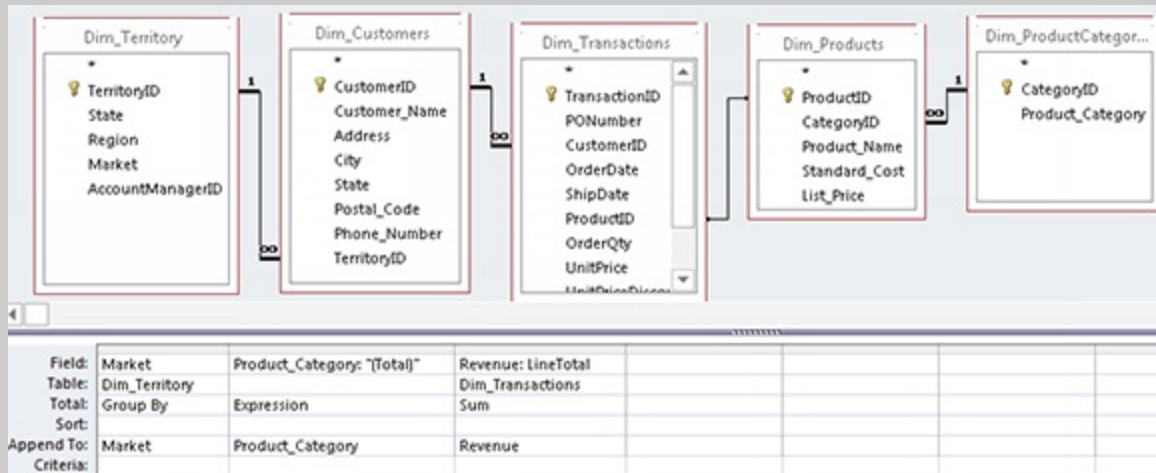 Dim_Territory
*
TerritoryID
State
Region
Market
AccountManagerID
1
∞
Dim_Customers
*
CustomerID
Customer_Name
Address
City
State
Postal_Code
Phone_Number
TerritoryID
1
∞
Dim_Transactions
*
TransactionID
PONumber
CustomerID
OrderDate
ShipDate
ProductID
OrderQty
UnitPrice
Dim_Products
*
ProductID
CategoryID
Product_Name
Standard_Cost
List_Price
∞
1
Dim_ProductCategor...
*
CategoryID
Product_Category
Field: Market Product_Category: "(Total)" Revenue: LineTotal
Table: Dim_Territory Dim_Transactions
Total: Group By Expression Sum
Sort:
Append To: Market Product_Category Revenue
Criteria: